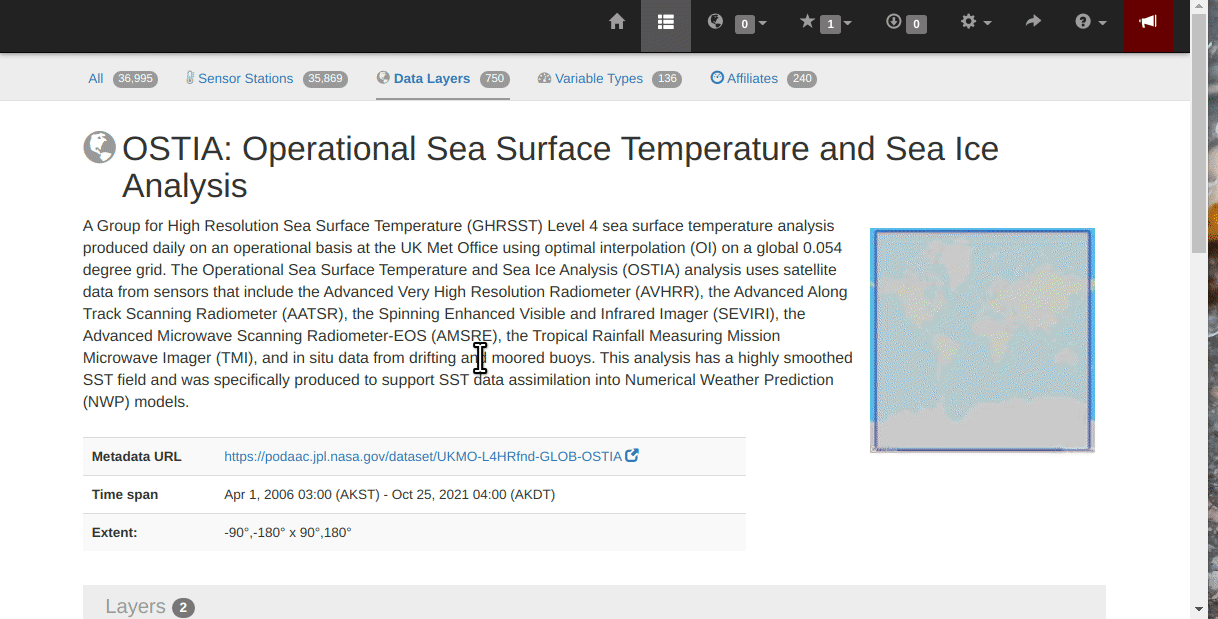 0 1 0
All 36,995 Sensor Stations 35,869 Data Layers 750 Variable Types 136 Affiliates 240
OSTIA: Operational Sea Surface Temperature and Sea Ice
Analysis
A Group for High Resolution Sea Surface Temperature (GHRSST) Level 4 sea surface temperature analysis
produced daily on an operational basis at the UK Met Office using optimal interpolation (OI) on a global 0.054
degree grid. The Operational Sea Surface Temperature and Sea Ice Analysis (OSTIA) analysis uses satellite
data from sensors that include the Advanced Very High Resolution Radiometer (AVHRR), the Advanced Along
Track Scanning Radiometer (AATSR), the Spinning Enhanced Visible and Infrared Imager (SEVIRI), the
Advanced Microwave Scanning Radiometer-EOS (AMSRE), the Tropical Rainfall Measuring Mission
Microwave Imager (TMI), and in situ data from drifting and moored buoys. This analysis has a highly smoothed
SST field and was specifically produced to support SST data assimilation into Numerical Weather Prediction
(NWP) models.
Metadata URL https://podaac.jpl.nasa.gov/dataset/UKMO-L4HRfnd-GLOB-OSTIA
Time span Apr 1, 2006 03:00 (AKST) - Oct 25, 2021 04:00 (AKDT)
Extent: -90°,-180° x 90°,180°
Layers 2